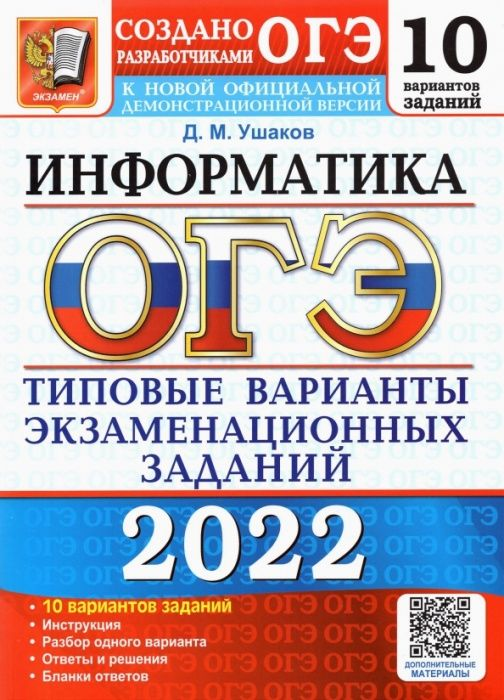 СОЗДАНО
РАЗРАБОТЧИКАМИ
ОГЭ
10
вариантов
заданий
ЭКЗАМЕН
К НОВОЙ ОФИЦИАЛЬНОЙ
ДЕМОНСТРАЦИОННОЙ ВЕРСИИ
Д. М. Ушаков
ИНФОРМАТИКА
ОГЭ
ТИПОВЫЕ ВАРИАНТЫ
ЭКЗАМЕНАЦИОННЫХ
ЗАДАНИЙ
2022
• 10 вариантов заданий
• Инструкция
• Разбор одного варианта
• Ответы и решения
• Бланки ответов
ДОПОЛНИТЕЛЬНЫЕ
МАТЕРИАЛЫ